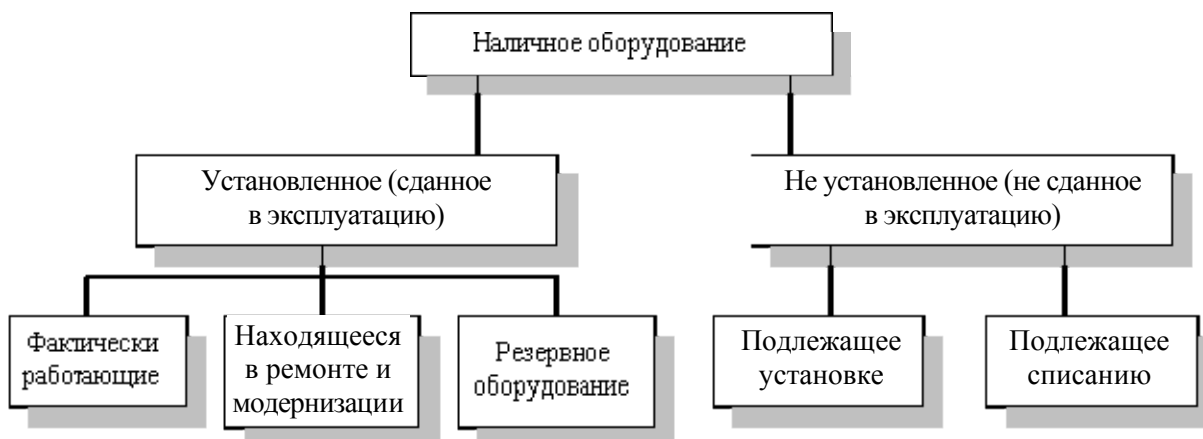 Наличное оборудование
Установленное (сданное
в эксплуатацию)
Не установленное (не сданное
в эксплуатацию)
Фактически
работающие
Находящеееся
в ремонте и
модернизации
Резервное
оборудование
Подлежащее
установке
Подлежащее
списанию